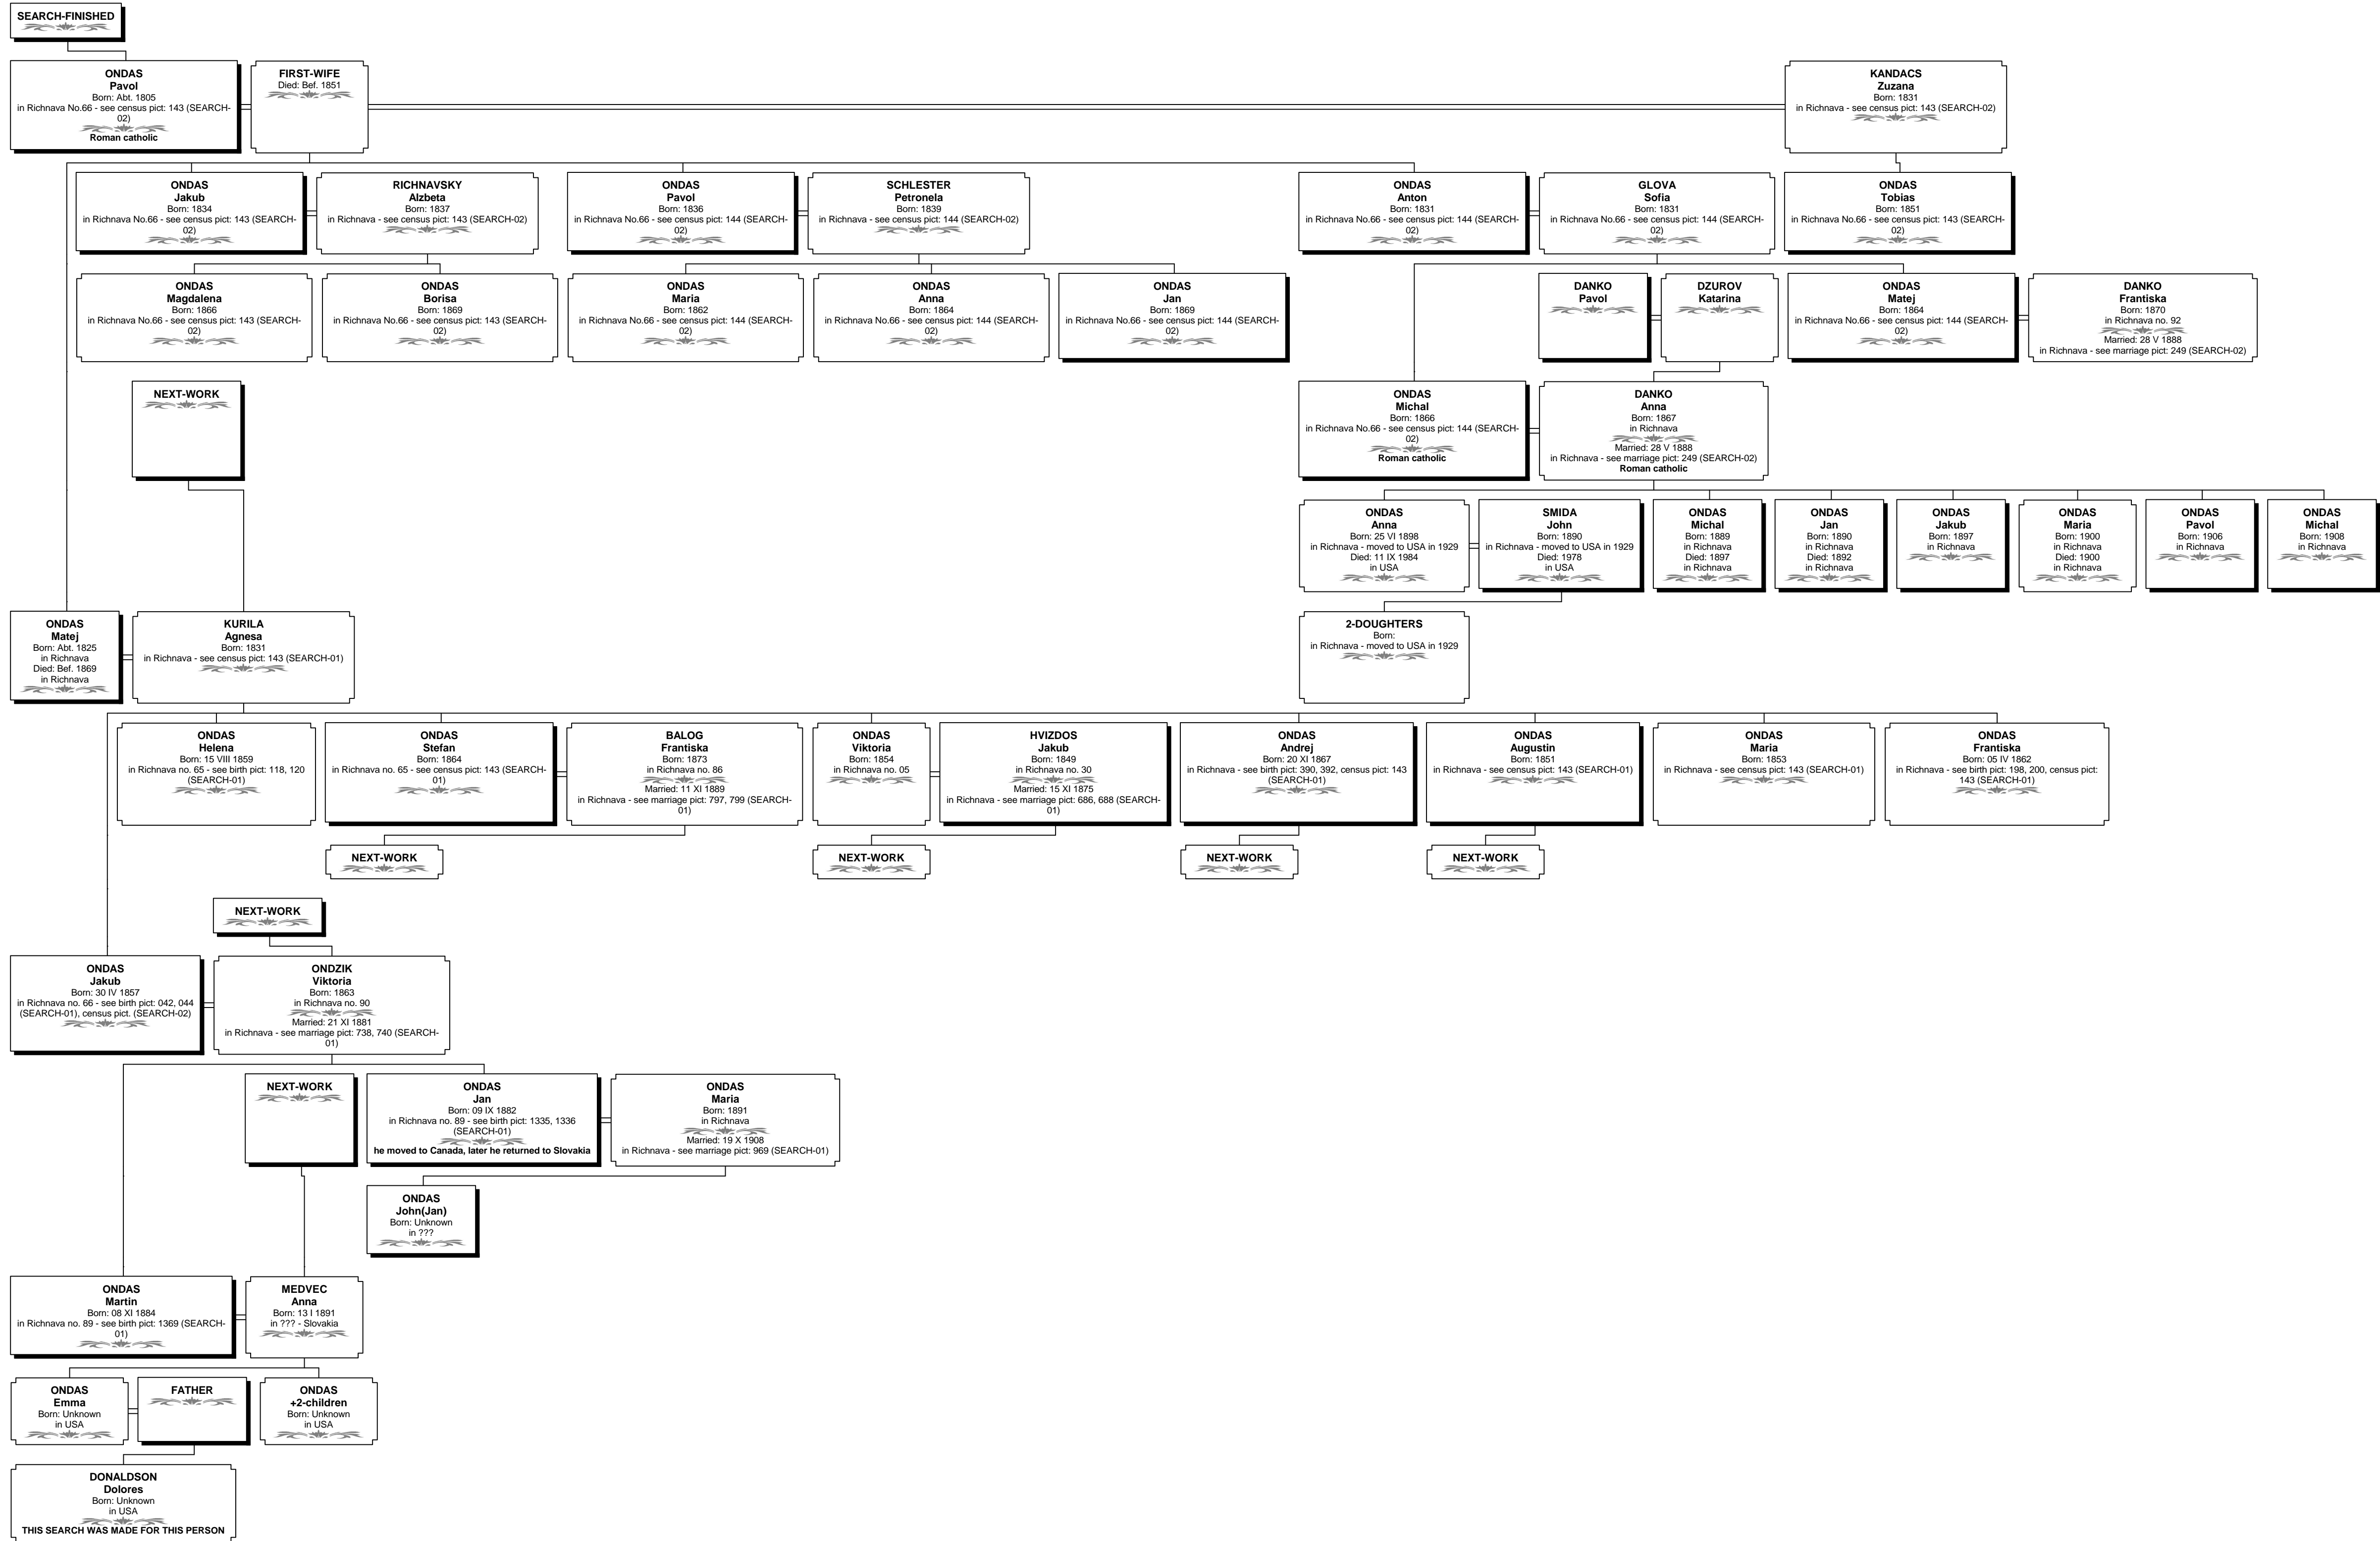 SEARCH-FINISHED
ONDAS
Pavol
Born: Abt. 1805
in Richnava No.66 - see census pict: 143 (SEARCH-
02)
Roman catholic
FIRST-WIFE
Died: Bef. 1851
KANDACS
Zuzana
Born: 1831
in Richnava - see census pict: 143 (SEARCH-02)
ONDAS
Jakub
Born: 1834
in Richnava No.66 - see census pict: 143 (SEARCH-
02)
RICHNAVSKY
Alzbeta
Born: 1837
in Richnava - see census pict: 143 (SEARCH-02)
ONDAS
Pavol
Born: 1836
in Richnava No.66 - see census pict: 144 (SEARCH-
02)
SCHLESTER
Petronela
Born: 1839
in Richnava - see census pict: 144 (SEARCH-02)
ONDAS
Anton
Born: 1831
in Richnava No.66 - see census pict: 144 (SEARCH-
02)
GLOVA
Sofia
Born: 1831
in Richnava No.66 - see census pict: 144 (SEARCH-
02)
ONDAS
Tobias
Born: 1851
in Richnava No.66 - see census pict: 143 (SEARCH-
02)
ONDAS
Magdalena
Born: 1866
in Richnava No.66 - see census pict: 143 (SEARCH-
02)
ONDAS
Borisa
Born: 1869
in Richnava No.66 - see census pict: 143 (SEARCH-
02)
ONDAS
Maria
Born: 1862
in Richnava No.66 - see census pict: 144 (SEARCH-
02)
ONDAS
Anna
Born: 1864
in Richnava No.66 - see census pict: 144 (SEARCH-
02)
ONDAS
Jan
Born: 1869
in Richnava No.66 - see census pict: 144 (SEARCH-
02)
DANKO
Pavol
DZUROV
Katarina
ONDAS
Matej
Born: 1864
in Richnava No.66 - see census pict: 144 (SEARCH-
02)
DANKO
Frantiska
Born: 1870
in Richnava no. 92
Married: 28 V 1888
in Richnava - see marriage pict: 249 (SEARCH-02)
NEXT-WORK
ONDAS
Michal
Born: 1866
in Richnava No.66 - see census pict: 144 (SEARCH-
02)
Roman catholic
DANKO
Anna
Born: 1867
in Richnava
Married: 28 V 1888
in Richnava - see marriage pict: 249 (SEARCH-02)
Roman catholic
ONDAS
Anna
Born: 25 VI 1898
in Richnava - moved to USA in 1929
Died: 11 IX 1984
in USA
SMIDA
John
Born: 1890
in Richnava - moved to USA in 1929
Died: 1978
in USA
ONDAS
Michal
Born: 1889
in Richnava
Died: 1897
in Richnava
ONDAS
Jan
Born: 1890
in Richnava
Died: 1892
in Richnava
ONDAS
Jakub
Born: 1897
in Richnava
ONDAS
Maria
Born: 1900
in Richnava
Died: 1900
in Richnava
ONDAS
Pavol
Born: 1906
in Richnava
ONDAS
Michal
Born: 1908
in Richnava
ONDAS
Matej
Born: Abt. 1825
in Richnava
Died: Bef. 1869
in Richnava
KURILA
Agnesa
Born: 1831
in Richnava - see census pict: 143 (SEARCH-01)
2-DOUGHTERS
Born:
in Richnava - moved to USA in 1929
ONDAS
Helena
Born: 15 VIII 1859
in Richnava no. 65 - see birth pict: 118, 120
(SEARCH-01)
ONDAS
Stefan
Born: 1864
in Richnava no. 65 - see census pict: 143 (SEARCH-
01)
BALOG
Frantiska
Born: 1873
in Richnava no. 86
Married: 11 XI 1889
in Richnava - see marriage pict: 797, 799 (SEARCH-
01)
ONDAS
Viktoria
Born: 1854
in Richnava no. 05
HVIZDOS
Jakub
Born: 1849
in Richnava no. 30
Married: 15 XI 1875
in Richnava - see marriage pict: 686, 688 (SEARCH-
01)
ONDAS
Andrej
Born: 20 XI 1867
in Richnava - see birth pict: 390, 392, census pict: 143
(SEARCH-01)
ONDAS
Augustin
Born: 1851
in Richnava - see census pict: 143 (SEARCH-01)
ONDAS
Maria
Born: 1853
in Richnava - see census pict: 143 (SEARCH-01)
ONDAS
Frantiska
Born: 05 IV 1862
in Richnava - see birth pict: 198, 200, census pict:
143 (SEARCH-01)
NEXT-WORK
NEXT-WORK
NEXT-WORK
NEXT-WORK
NEXT-WORK
ONDAS
Jakub
Born: 30 IV 1857
in Richnava no. 66 - see birth pict: 042, 044
(SEARCH-01), census pict. (SEARCH-02)
ONDZIK
Viktoria
Born: 1863
in Richnava no. 90
Married: 21 XI 1881
in Richnava - see marriage pict: 738, 740 (SEARCH-
01)
NEXT-WORK
ONDAS
Jan
Born: 09 IX 1882
in Richnava no. 89 - see birth pict: 1335, 1336
(SEARCH-01)
he moved to Canada, later he returned to Slovakia
ONDAS
Maria
Born: 1891
in Richnava
Married: 19 X 1908
in Richnava - see marriage pict: 969 (SEARCH-01)
ONDAS
John(Jan)
Born: Unknown
in ???
ONDAS
Martin
Born: 08 XI 1884
in Richnava no. 89 - see birth pict: 1369 (SEARCH-
01)
MEDVEC
Anna
Born: 13 I 1891
in ??? - Slovakia
ONDAS
Emma
Born: Unknown
in USA
FATHER
ONDAS
+2-children
Born: Unknown
in USA
DONALDSON
Dolores
Born: Unknown
in USA
THIS SEARCH WAS MADE FOR THIS PERSON